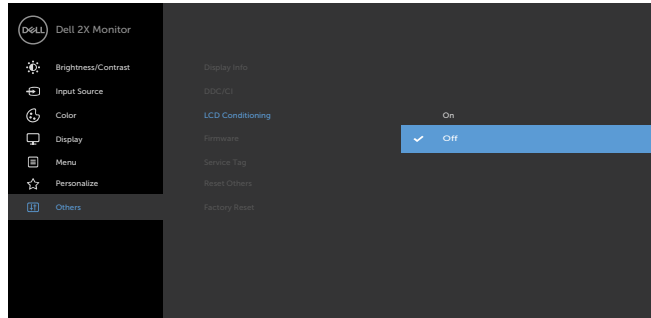 DELL
Dell 2X Monitor
Brightness/Contrast
Input Source
Color
Display
Menu
Personalize
Others
Display Info
DDC/CI
LCD Conditioning
Firmware
Service Tag
Reset Others
Factory Reset
On
Off